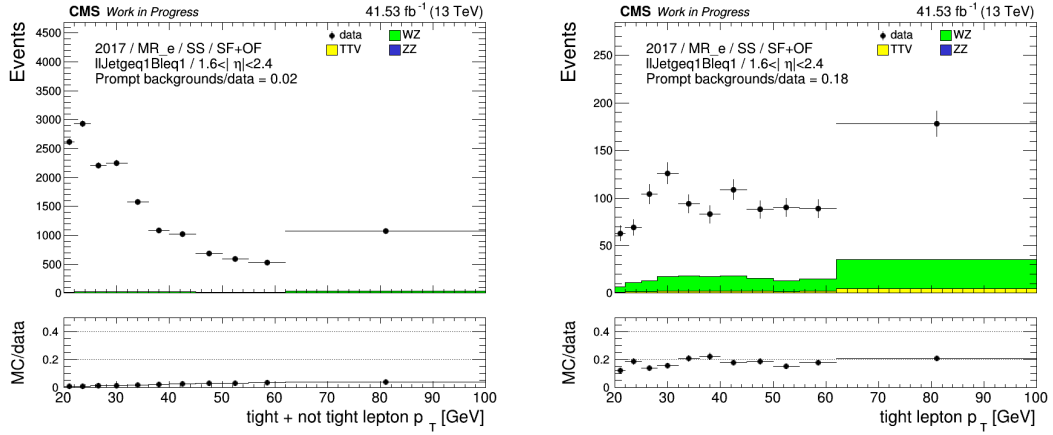 CMS Work in Progress 41.53 fb⁻¹ (13 TeV)
Events
4500
4000
3500
3000
2500
2000
1500
1000
500
0
2017 / MR_e / SS / SF+OF
llJetgeq1Bleq1 / 1.6<| η|<2.4
Prompt backgrounds/data = 0.02
data WZ
TTV ZZ
MC/data
0.4
0.2
0
20 30 40 50 60 70 80 90 100
tight + not tight lepton p_T [GeV]
CMS Work in Progress 41.53 fb⁻¹ (13 TeV)
Events
250
200
150
100
50
0
2017 / MR_e / SS / SF+OF
llJetgeq1Bleq1 / 1.6<| η|<2.4
Prompt backgrounds/data = 0.18
data WZ
TTV ZZ
MC/data
0.4
0.2
0
20 30 40 50 60 70 80 90 100
tight lepton p_T [GeV]